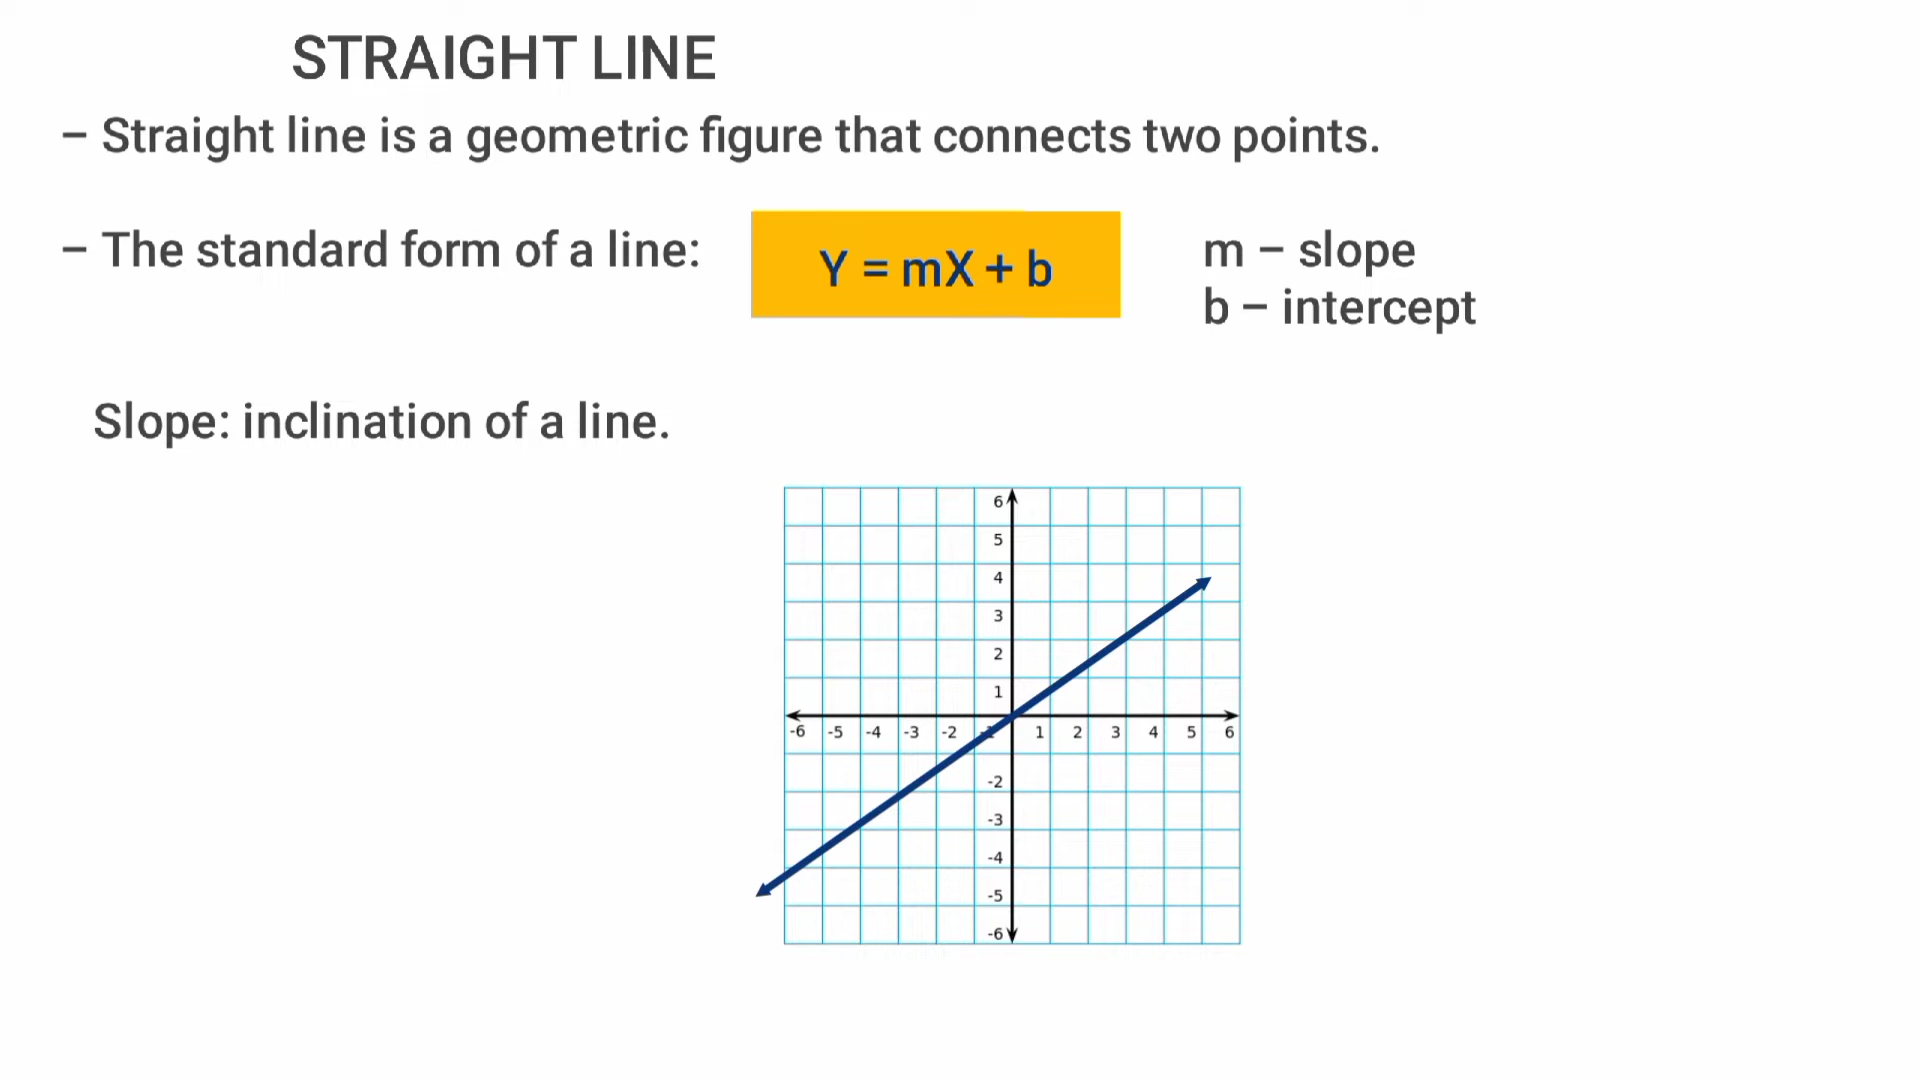 STRAIGHT LINE
– Straight line is a geometric figure that connects two points.
– The standard form of a line:
Y = mX + b
m – slope
b – intercept
Slope: inclination of a line.
6
5
4
3
2
1
-6 -5 -4 -3 -2 1 2 3 4 5 6
-2
-3
-4
-5
-6